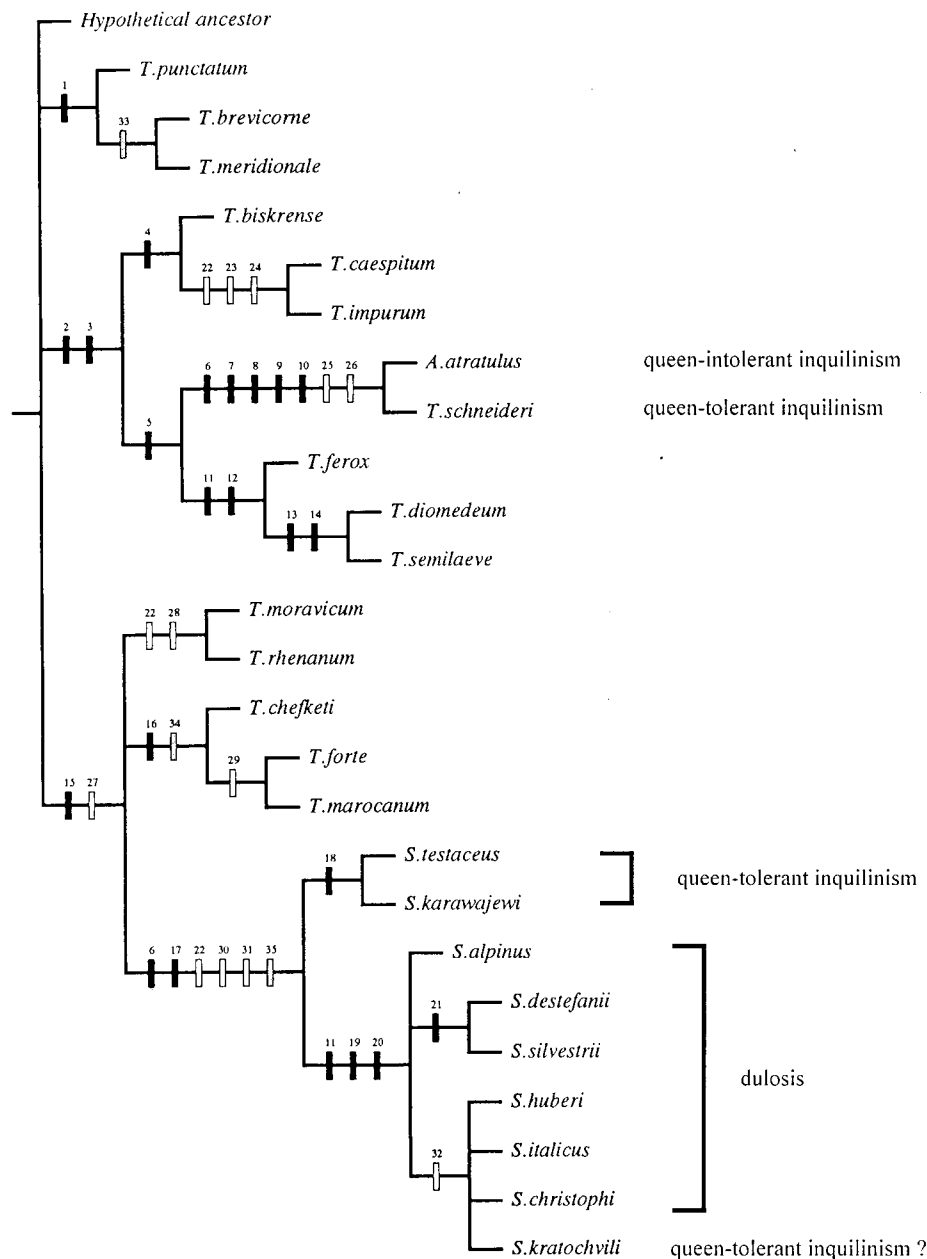 Hypothetical ancestor
T.punctatum
1
T.brevicorne
33
T.meridionale
T.biskrense
4
T.caespitum
22 23 24
T.impurum
2 3
A.atratulus queen-intolerant inquilinism
6 7 8 9 10 25 26
T.schneideri queen-tolerant inquilinism
5
T.ferox
11 12
T.diomedeum
13 14
T.semilaeve
T.moravicum
22 28
T.rhenanum
T.chefketi
16 34
T.forte
29
T.marocanum
15 27
S.testaceus
18
queen-tolerant inquilinism
S.karawajewi
S.alpinus
6 17 22 30 31 35
S.destefanii
21
S.silvestrii
11 19 20
dulosis
S.huberi
S.italicus
32
S.christophi
S.kratochvili queen-tolerant inquilinism ?